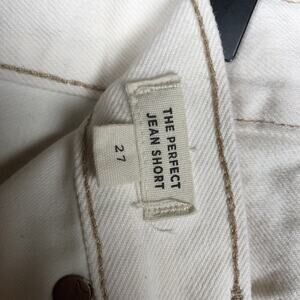 THE PERFECT
JEAN SHORT
27